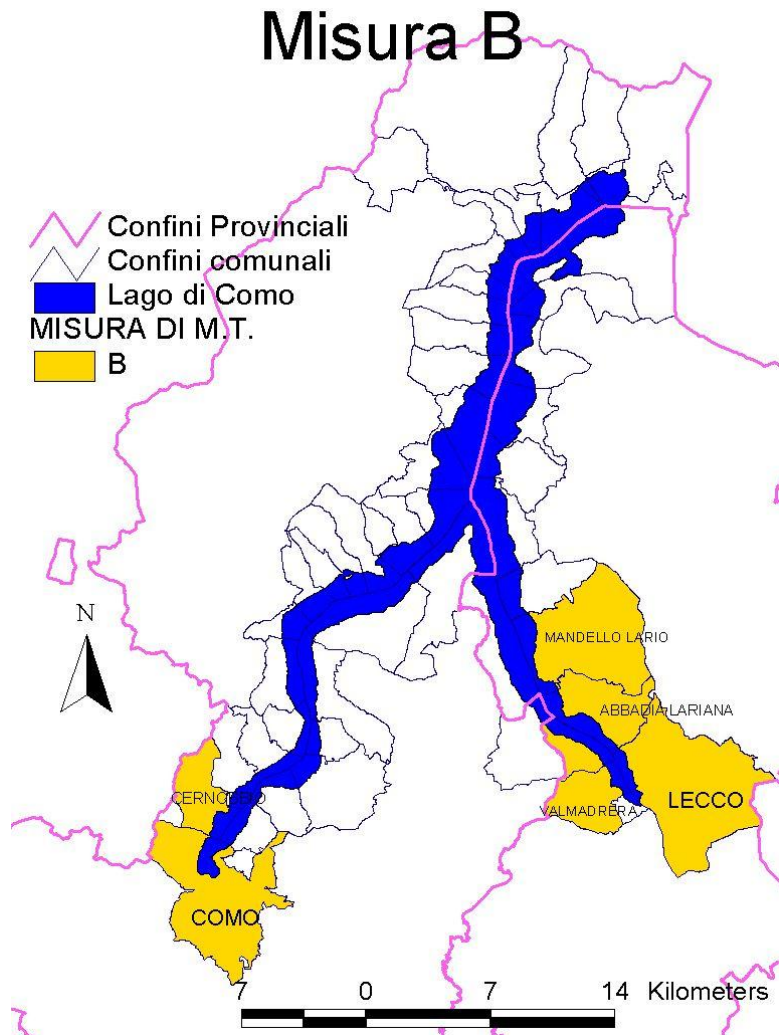 Misura B
Confini Provinciali
Confini comunali
Lago di Como
MISURA DI M.T.
B
N
MANDELLO LARIO
ABBADIA LARIANA
CERNOBBIO
VALMADRERA
LECCO
COMO
7 0 7 14 Kilometers